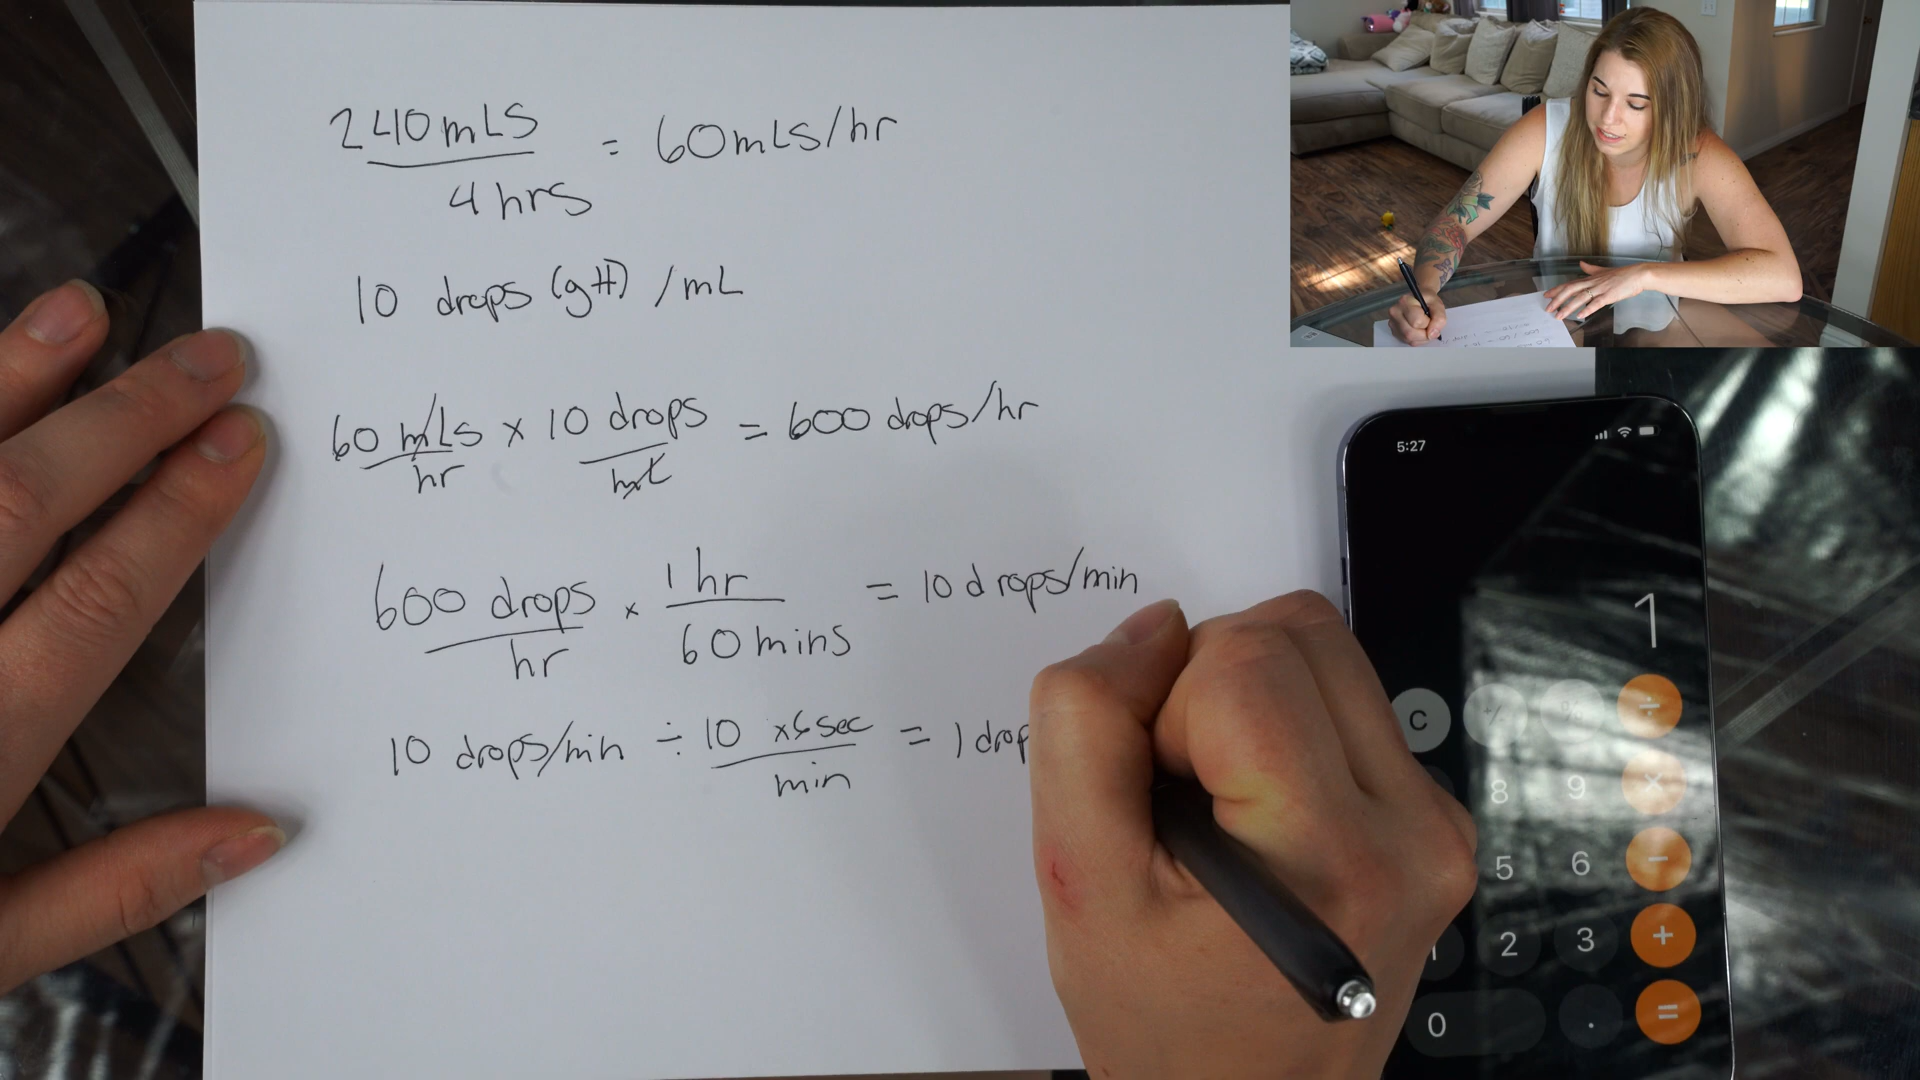 240 mLs = 60 mLs/hr
4 hrs
10 drops (gtt) /mL
60 mLs x 10 drops = 600 drops/hr
hr mL
600 drops x 1 hr = 10 drops/min
hr 60 mins
10 drops/min ÷ 10 x6 sec = 1 drop
min
5:27
1
C % ÷
8 9 ×
5 6 −
1 2 3 +
0 . =